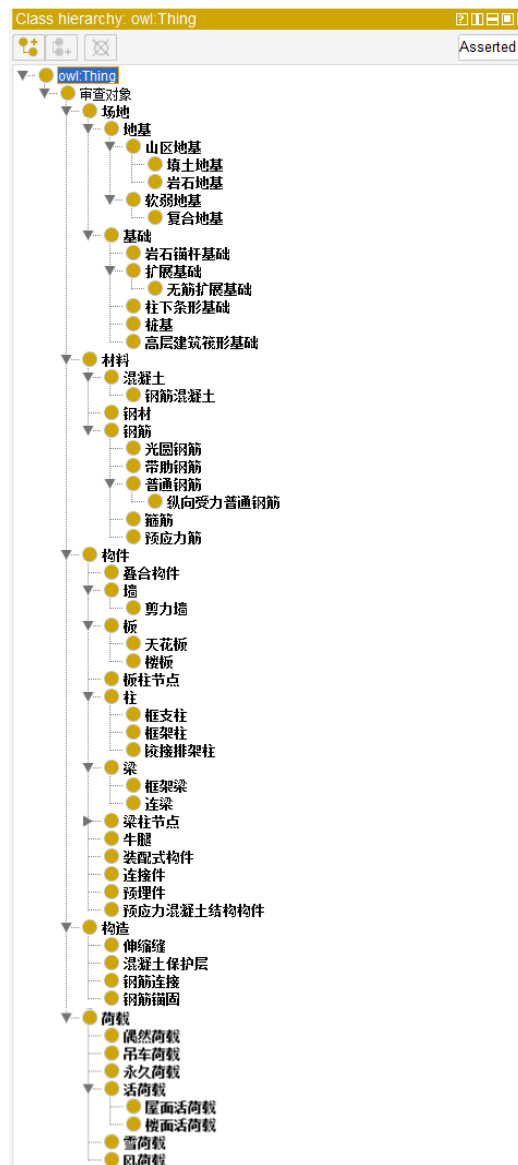 Class hierarchy: owl:Thing
Asserted
owl:Thing
审查对象
场地
地基
山区地基
填土地基
岩石地基
软弱地基
复合地基
基础
岩石锚杆基础
扩展基础
无筋扩展基础
柱下条形基础
桩基
高层建筑筏形基础
材料
混凝土
钢筋混凝土
钢材
钢筋
光圆钢筋
带肋钢筋
普通钢筋
纵向受力普通钢筋
箍筋
预应力筋
构件
叠合构件
墙
剪力墙
板
天花板
楼板
板柱节点
柱
框支柱
框架柱
铰接排架柱
梁
框架梁
连梁
梁柱节点
牛腿
装配式构件
连接件
预埋件
预应力混凝土结构构件
构造
伸缩缝
混凝土保护层
钢筋连接
钢筋锚固
荷载
偶然荷载
吊车荷载
永久荷载
活荷载
屋面活荷载
楼面活荷载
雪荷载
风荷载